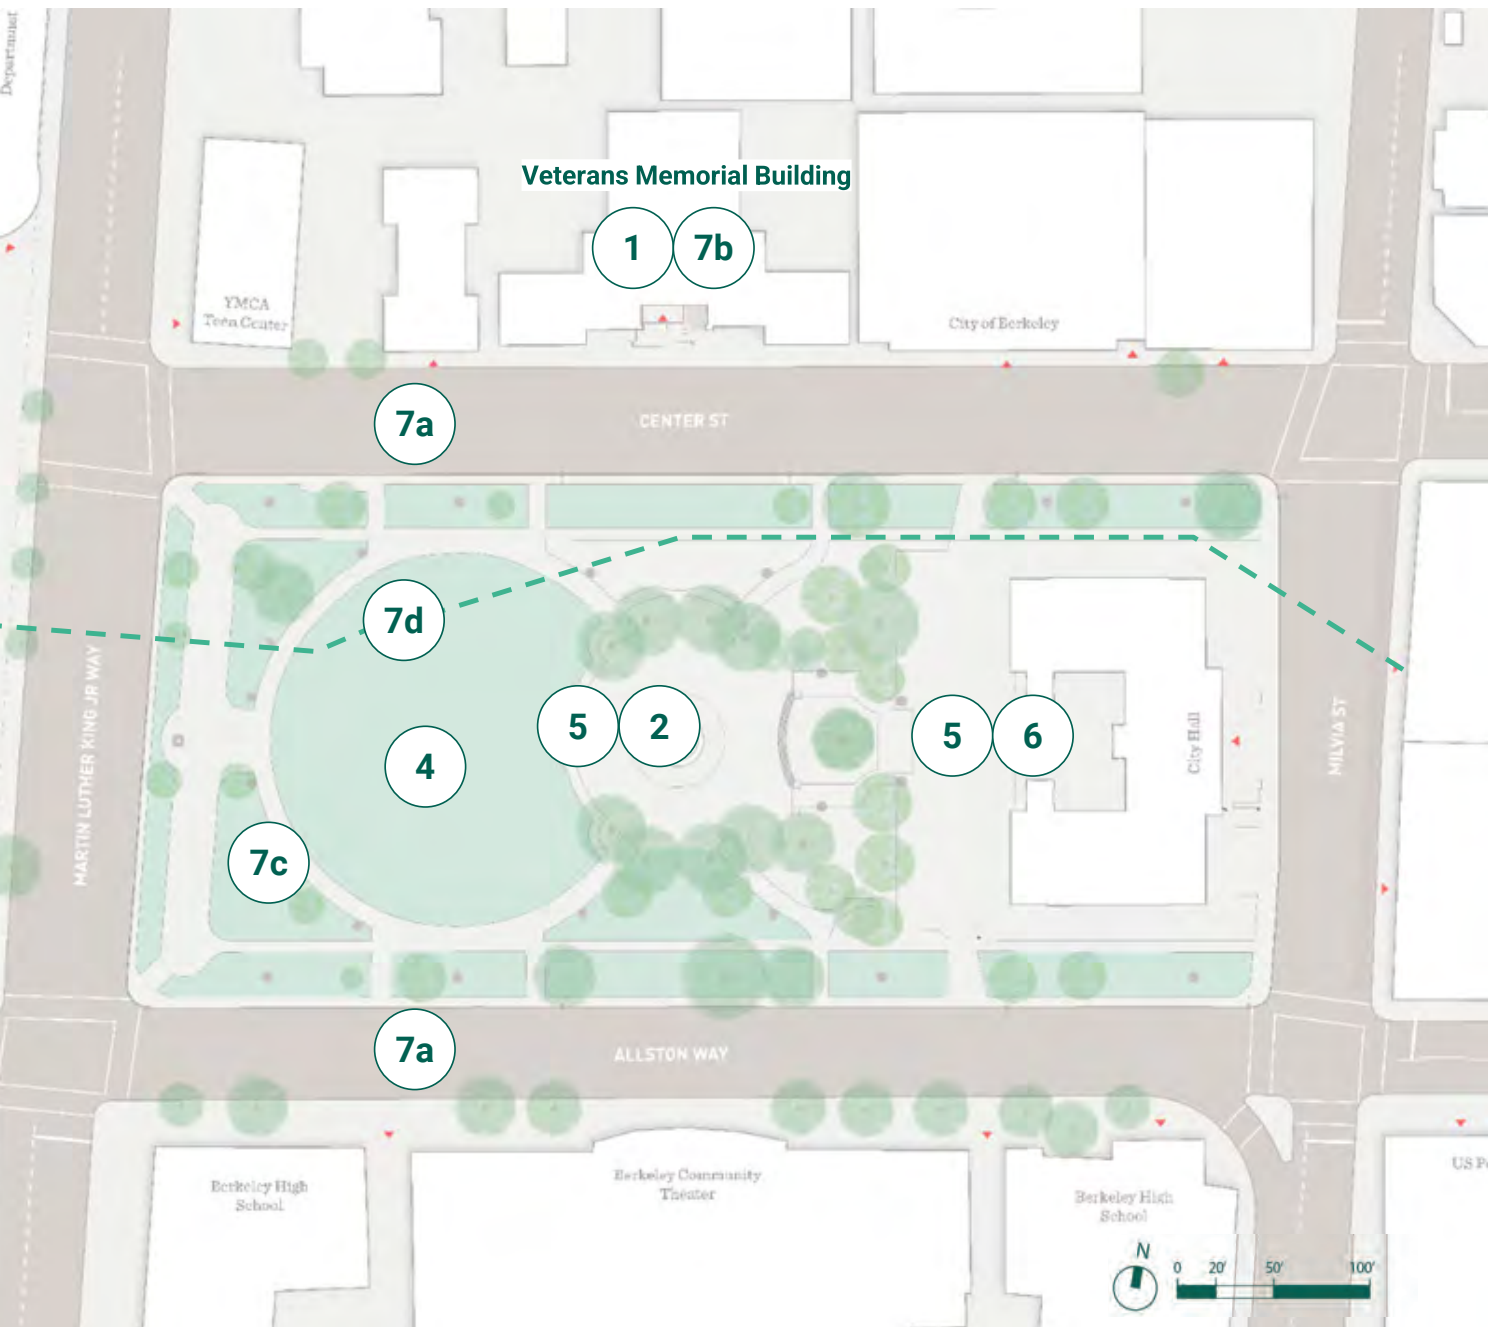 Department
Veterans Memorial Building
1
7b
YMCA
Teen Center
City of Berkeley
7a
CENTER ST
7d
5
2
4
5
6
City Hall
MILVIA ST
MARTIN LUTHER KING JR WAY
7c
7a
ALLSTON WAY
Berkeley High
School
Berkeley Community
Theater
Berkeley High
School
US
N
0
20'
50'
100'